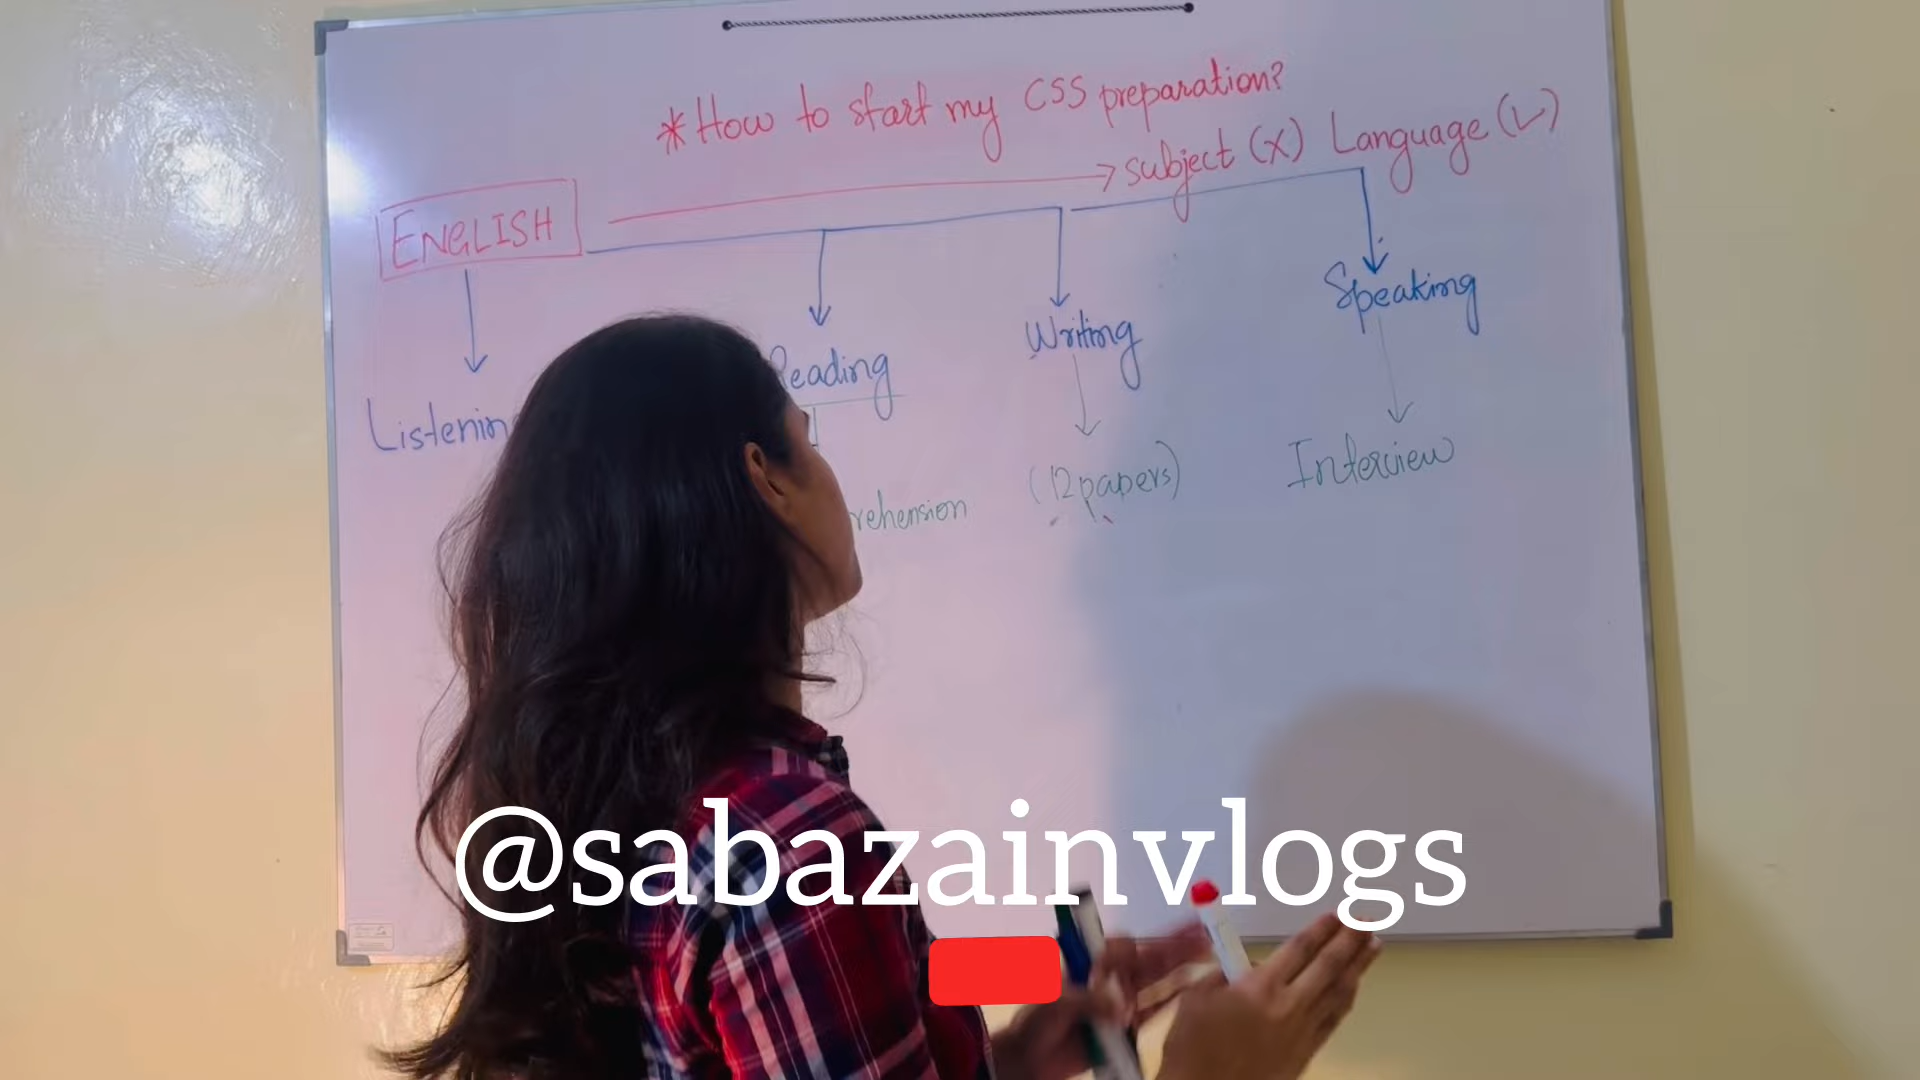 *How to start my CSS preparation?
ENGLISH → subject (X) Language (✓)
Listenin
eading
Writing
Speaking
rehension
(12 papers)
Interview
@sabazainvlogs